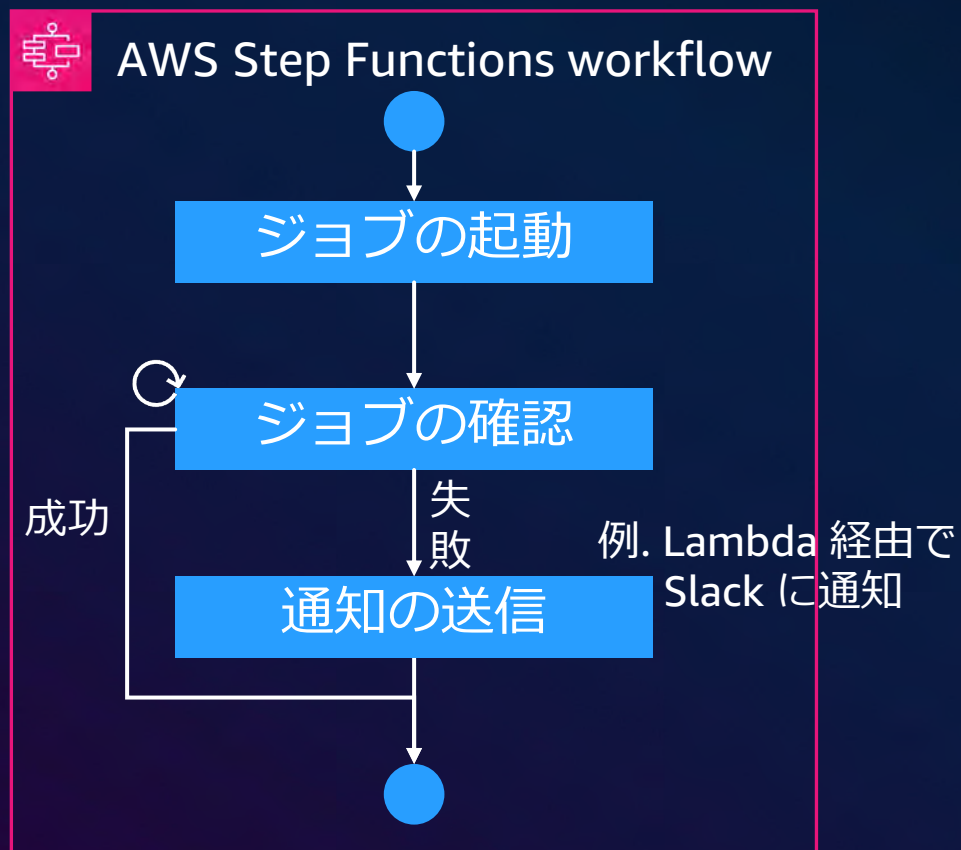 AWS Step Functions workflow
ジョブの起動
ジョブの確認
成功
失
敗
例. Lambda 経由で
Slack に通知
通知の送信